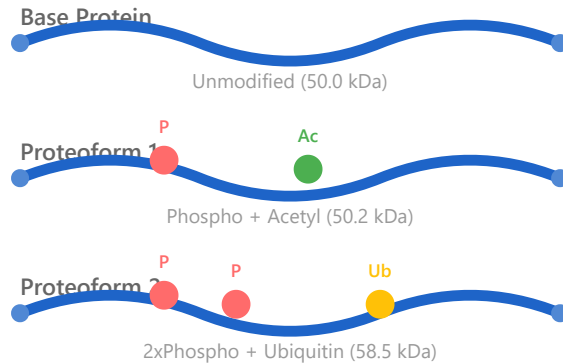 Base Protein
Unmodified (50.0 kDa)
P
Ac
Proteoform 1
Phospho + Acetyl (50.2 kDa)
P
P
Ub
Proteoform 2
2xPhospho + Ubiquitin (58.5 kDa)